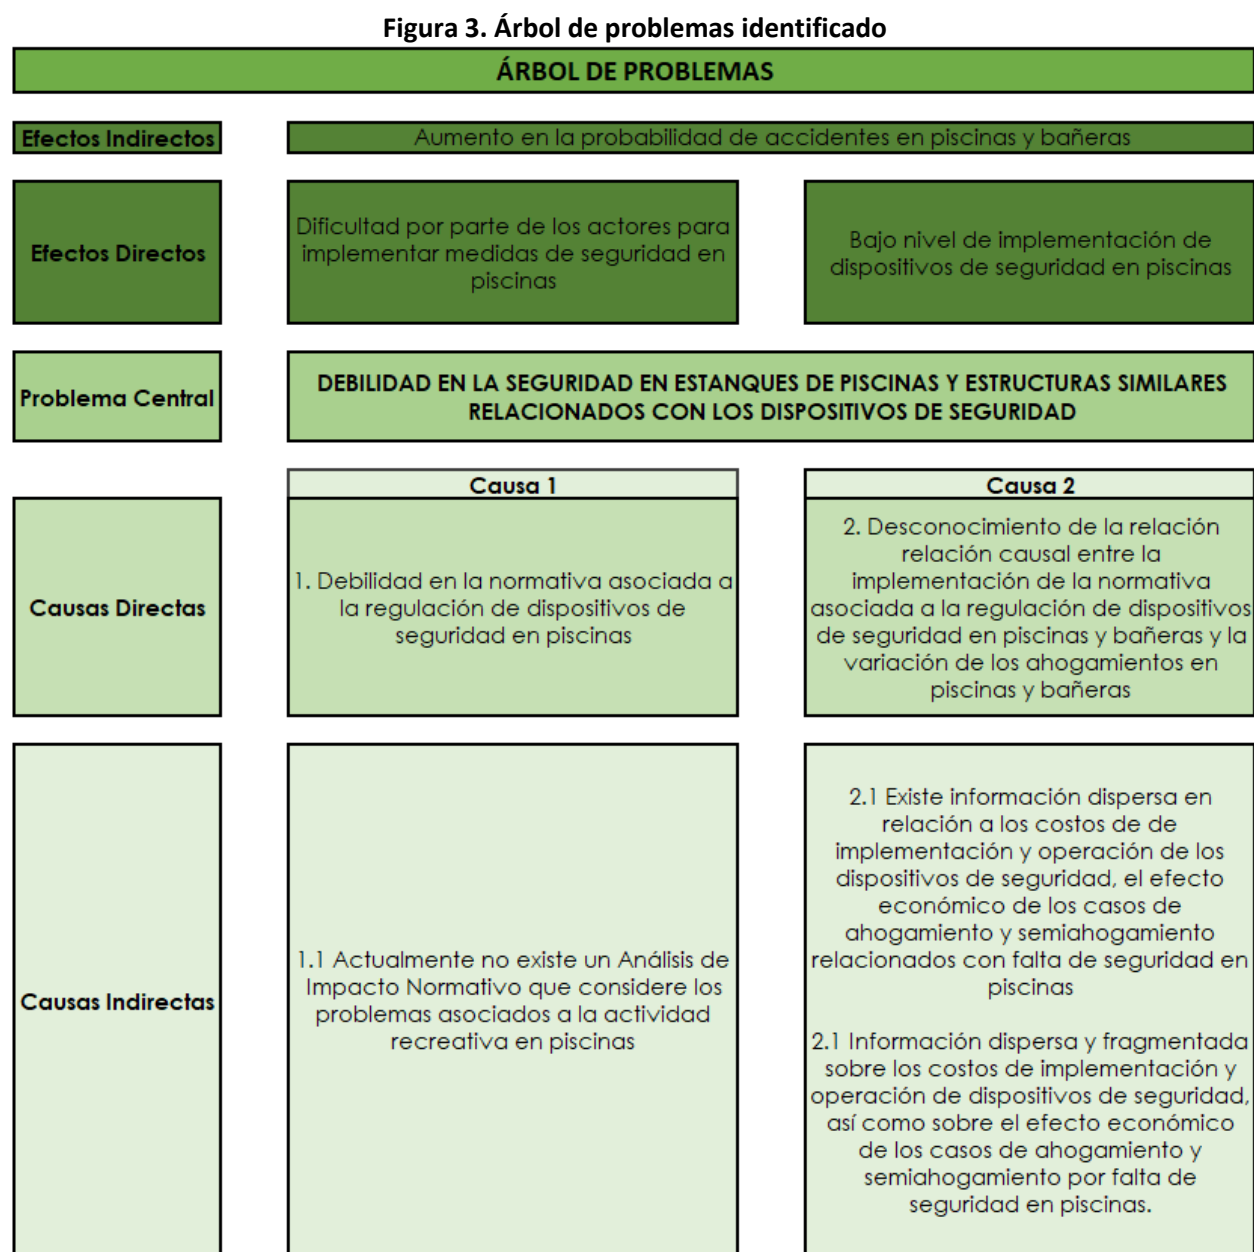 Figura 3. Árbol de problemas identificado
ÁRBOL DE PROBLEMAS
Efectos Indirectos
Aumento en la probabilidad de accidentes en piscinas y bañeras
Efectos Directos
Dificultad por parte de los actores para
implementar medidas de seguridad en
piscinas
Bajo nivel de implementación de
dispositivos de seguridad en piscinas
Problema Central
DEBILIDAD EN LA SEGURIDAD EN ESTANQUES DE PISCINAS Y ESTRUCTURAS SIMILARES
RELACIONADOS CON LOS DISPOSITIVOS DE SEGURIDAD
Causa 1
Causa 2
Causas Directas
1. Debilidad en la normativa asociada a
la regulación de dispositivos de
seguridad en piscinas
2. Desconocimiento de la relación
relación causal entre la
implementación de la normativa
asociada a la regulación de dispositivos
de seguridad en piscinas y bañeras y la
variación de los ahogamientos en
piscinas y bañeras
Causas Indirectas
1.1 Actualmente no existe un Análisis de
Impacto Normativo que considere los
problemas asociados a la actividad
recreativa en piscinas
2.1 Existe información dispersa en
relación a los costos de de
implementación y operación de los
dispositivos de seguridad, el efecto
económico de los casos de
ahogamiento y semiahogamiento
relacionados con falta de seguridad en
piscinas
2.1 Información dispersa y fragmentada
sobre los costos de implementación y
operación de dispositivos de seguridad,
así como sobre el efecto económico
de los casos de ahogamiento y
semiahogamiento por falta de
seguridad en piscinas.